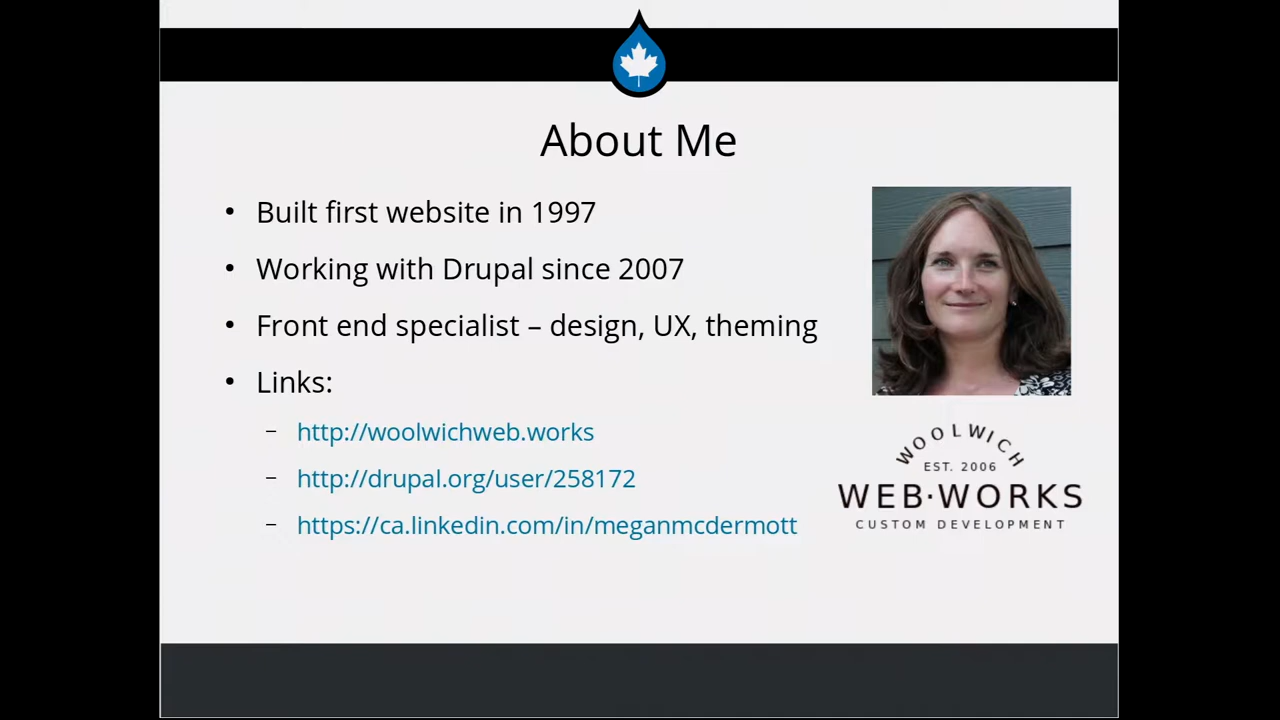 About Me
• Built first website in 1997
• Working with Drupal since 2007
• Front end specialist – design, UX, theming
• Links:
– http://woolwichweb.works
– http://drupal.org/user/258172
– https://ca.linkedin.com/in/meganmcdermott
WOOLWICH
EST. 2006
WEB·WORKS
CUSTOM DEVELOPMENT